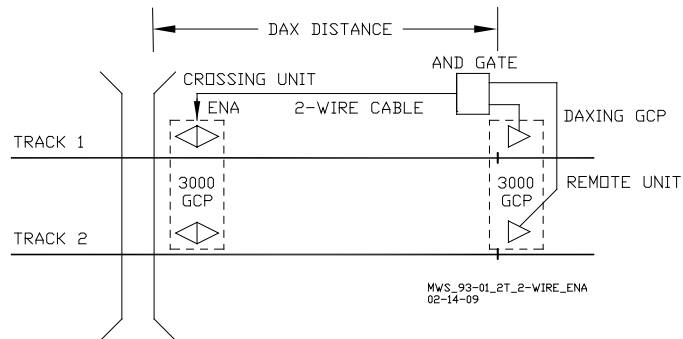 DAX DISTANCE
AND GATE
CROSSING UNIT
ENA
2-WIRE CABLE
DAXING GCP
TRACK 1
3000
GCP
3000
GCP
REMOTE UNIT
TRACK 2
MWS_93-01_2T_2-WIRE_ENA
02-14-09